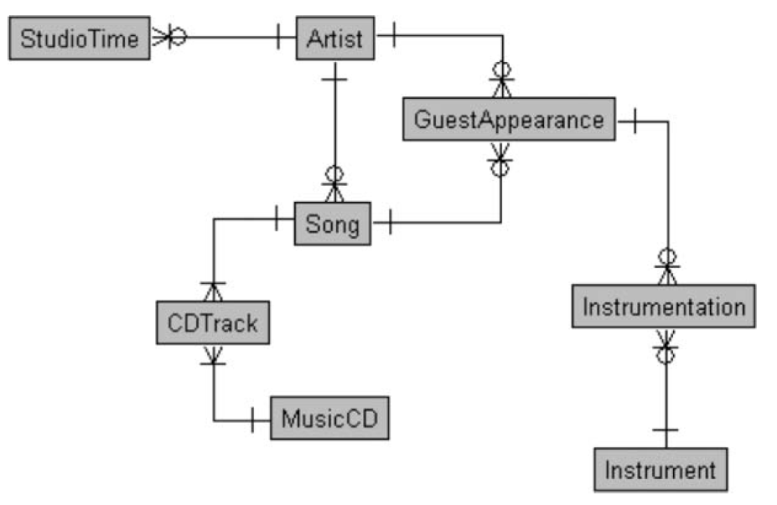 StudioTime
Artist
GuestAppearance
Song
Instrumentation
CDTrack
MusicCD
Instrument